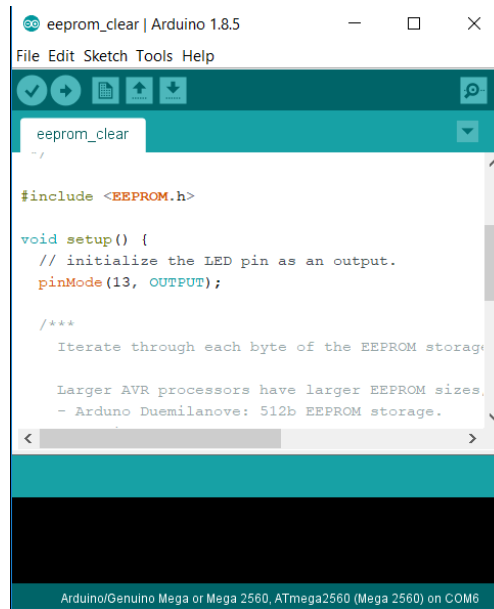 eeprom_clear | Arduino 1.8.5
File Edit Sketch Tools Help
eeprom_clear
*/
#include <EEPROM.h>
void setup() {
// initialize the LED pin as an output.
pinMode(13, OUTPUT);
/***
Iterate through each byte of the EEPROM storage
Larger AVR processors have larger EEPROM sizes,
- Arduno Duemilanove: 512b EEPROM storage.
Arduino/Genuino Mega or Mega 2560, ATmega2560 (Mega 2560) on COM6